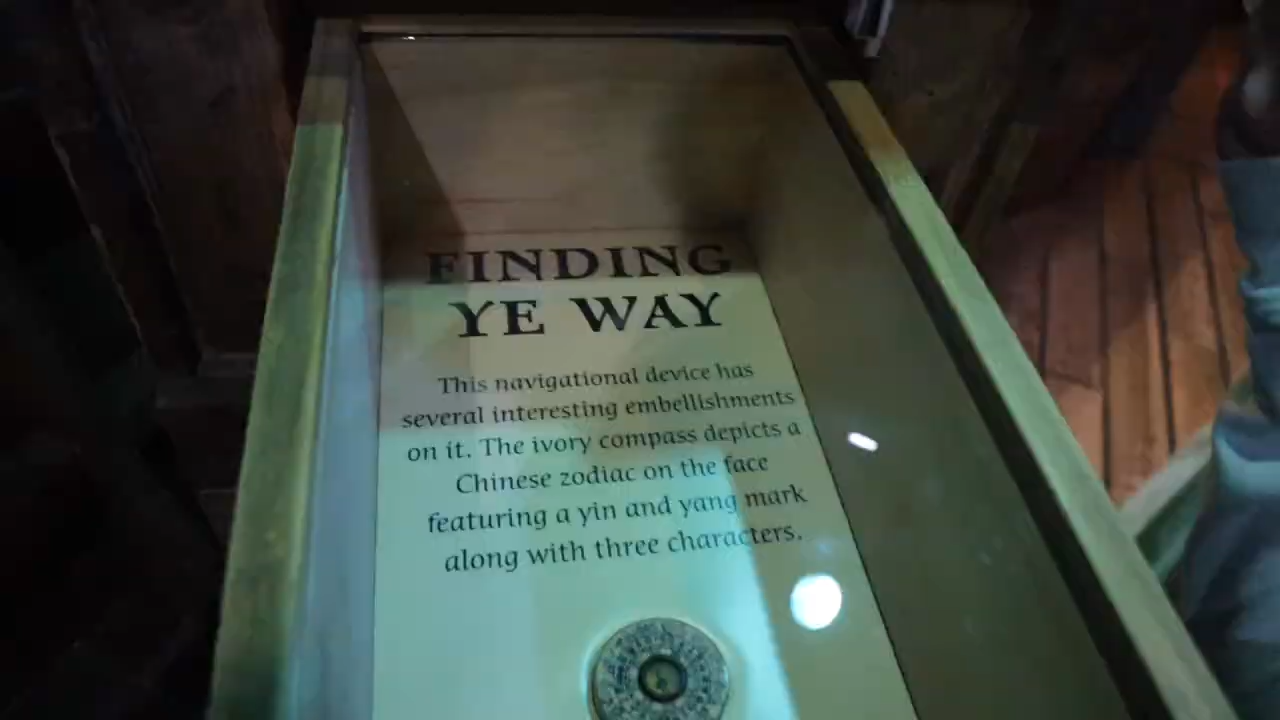 FINDING
YE WAY
This navigational device has
several interesting embellishments
on it. The ivory compass depicts a
Chinese zodiac on the face
featuring a yin and yang mark
along with three characters.